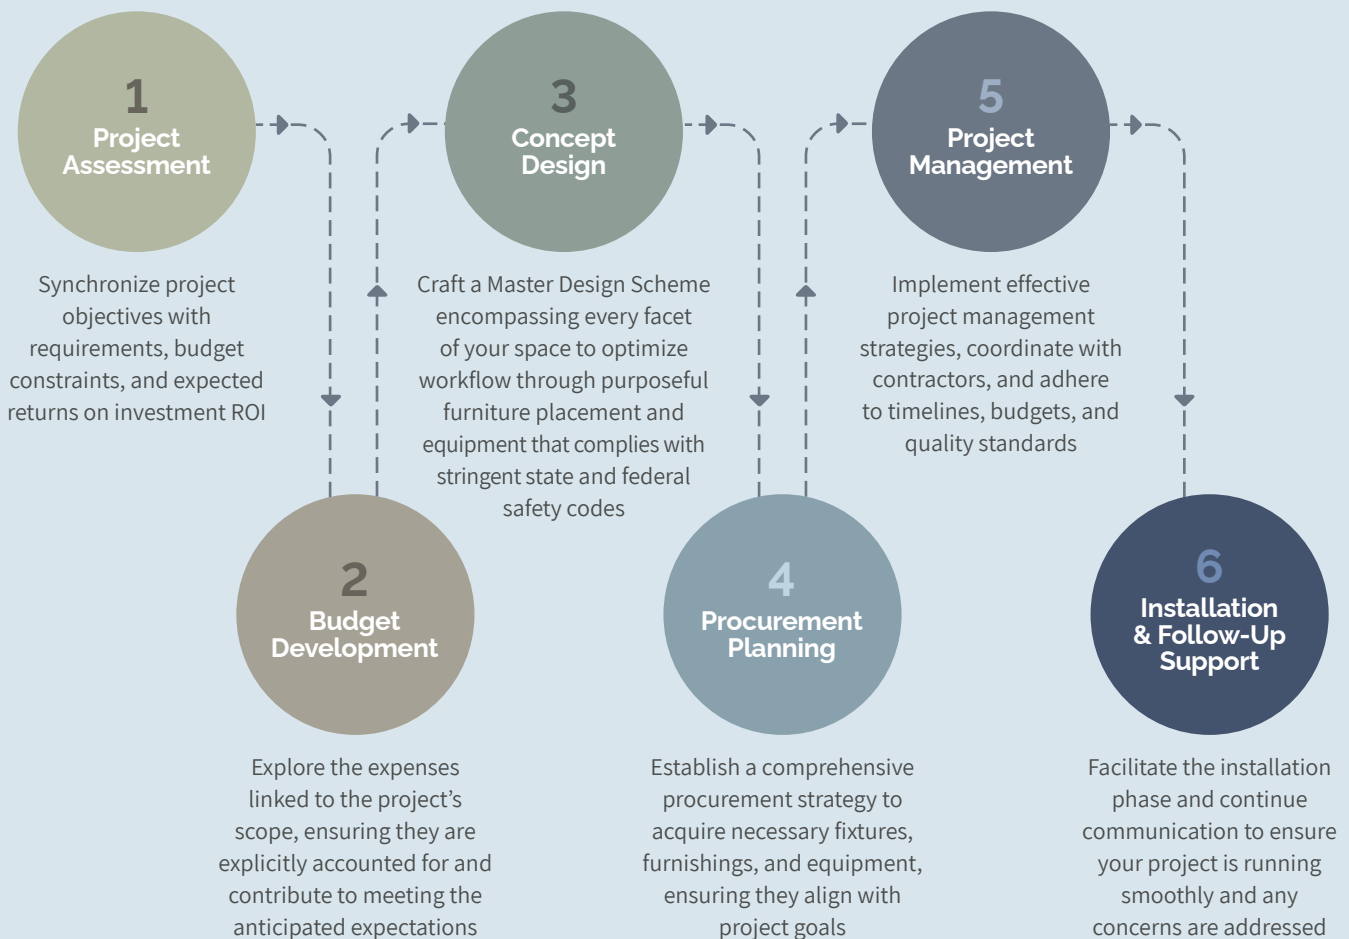 1
Project
Assessment
Synchronize project
objectives with
requirements, budget
constraints, and expected
returns on investment ROI
2
Budget
Development
Explore the expenses
linked to the project’s
scope, ensuring they are
explicitly accounted for and
contribute to meeting the
anticipated expectations
3
Concept
Design
Craft a Master Design Scheme
encompassing every facet
of your space to optimize
workflow through purposeful
furniture placement and
equipment that complies with
stringent state and federal
safety codes
4
Procurement
Planning
Establish a comprehensive
procurement strategy to
acquire necessary fixtures,
furnishings, and equipment,
ensuring they align with
project goals
5
Project
Management
Implement effective
project management
strategies, coordinate with
contractors, and adhere
to timelines, budgets, and
quality standards
6
Installation
& Follow-Up
Support
Facilitate the installation
phase and continue
communication to ensure
your project is running
smoothly and any
concerns are addressed